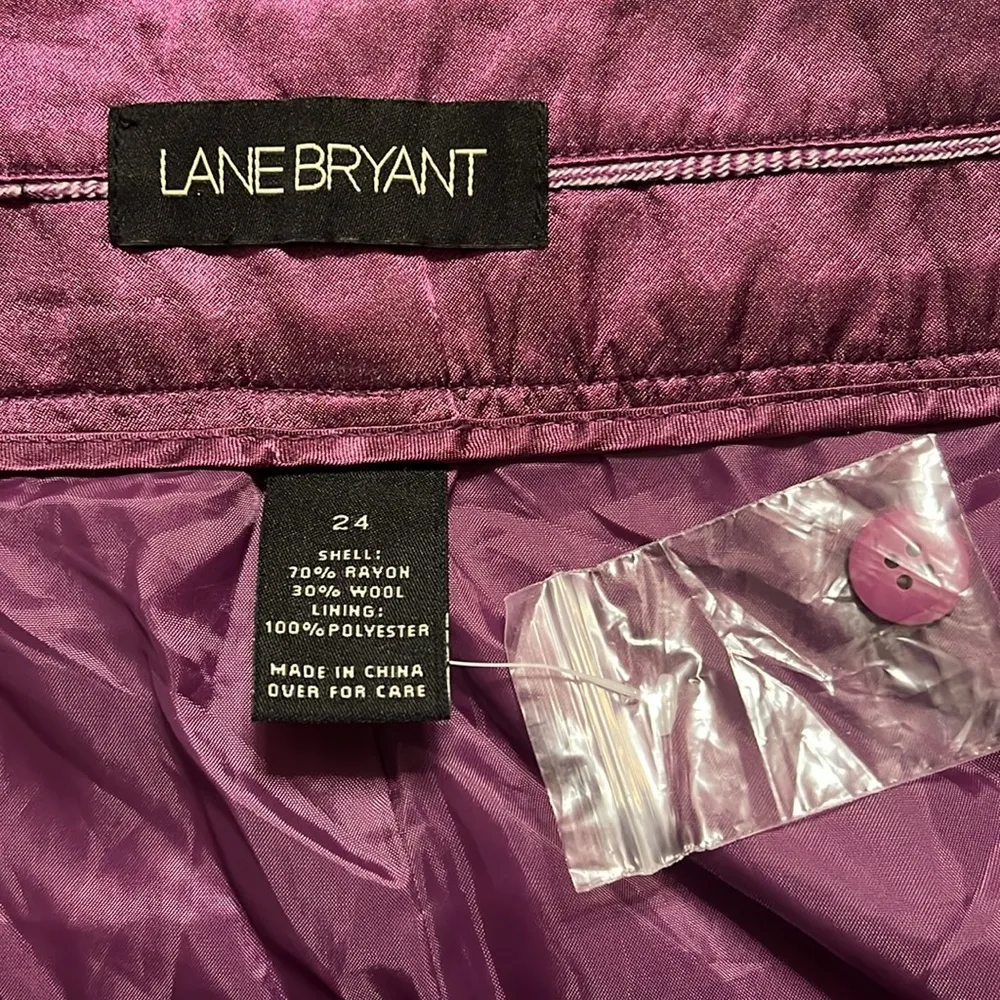 LANE BRYANT
24
SHELL:
70% RAYON
30% WOOL
LINING:
100% POLYESTER
MADE IN CHINA
OVER FOR CARE